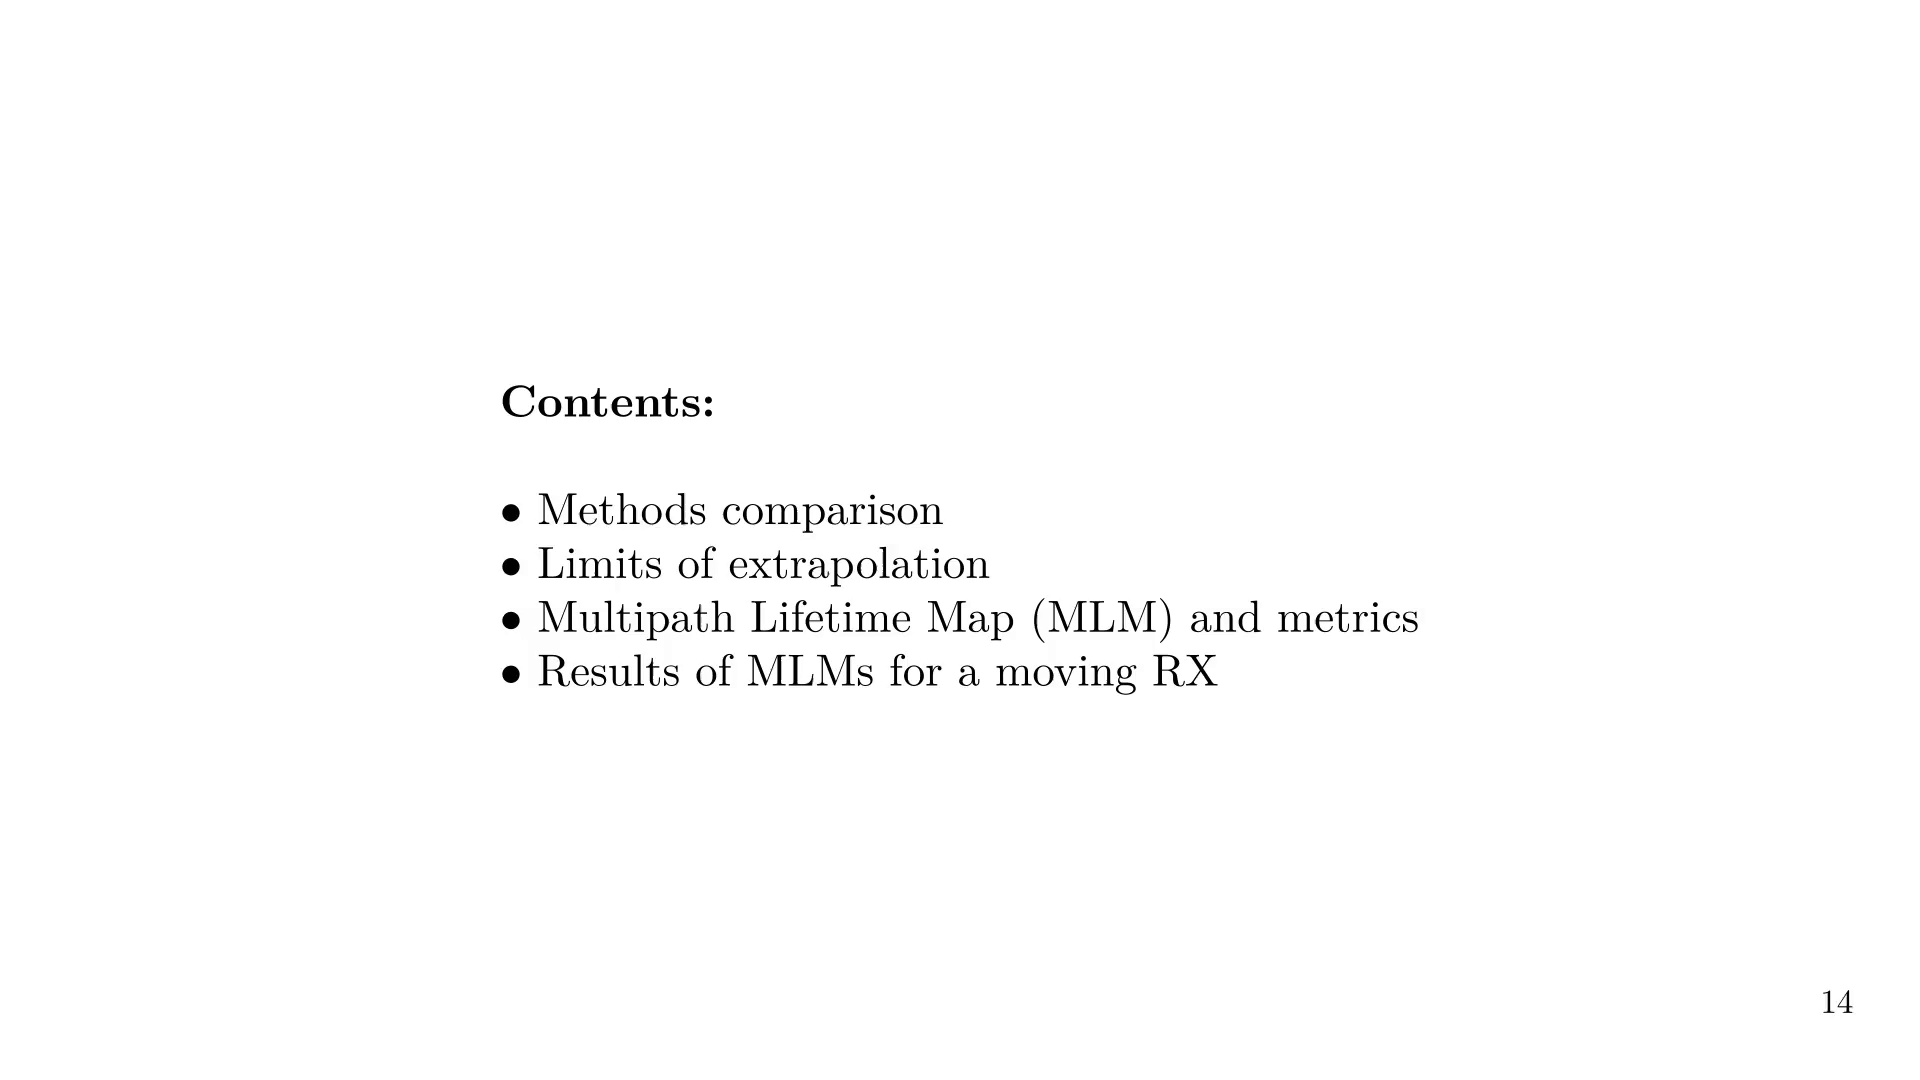 Contents:
• Methods comparison
• Limits of extrapolation
• Multipath Lifetime Map (MLM) and metrics
• Results of MLMs for a moving RX
14